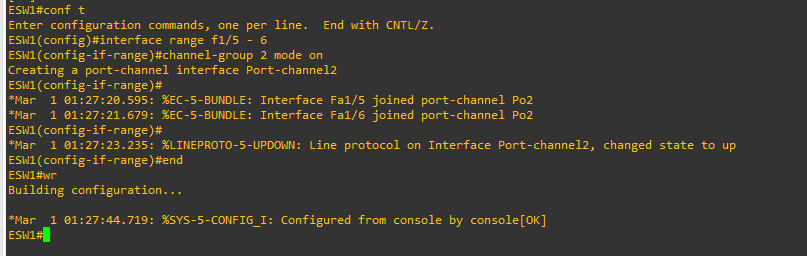 ESW1#conf t
Enter configuration commands, one per line.  End with CNTL/Z.
ESW1(config)#interface range f1/5 - 6
ESW1(config-if-range)#channel-group 2 mode on
Creating a port-channel interface Port-channel2
ESW1(config-if-range)#
*Mar  1 01:27:20.595: %EC-5-BUNDLE: Interface Fa1/5 joined port-channel Po2
*Mar  1 01:27:21.679: %EC-5-BUNDLE: Interface Fa1/6 joined port-channel Po2
ESW1(config-if-range)#
*Mar  1 01:27:23.235: %LINEPROTO-5-UPDOWN: Line protocol on Interface Port-channel2, changed state to up
ESW1(config-if-range)#end
ESW1#wr
Building configuration...

*Mar  1 01:27:44.719: %SYS-5-CONFIG_I: Configured from console by console[OK]
ESW1#